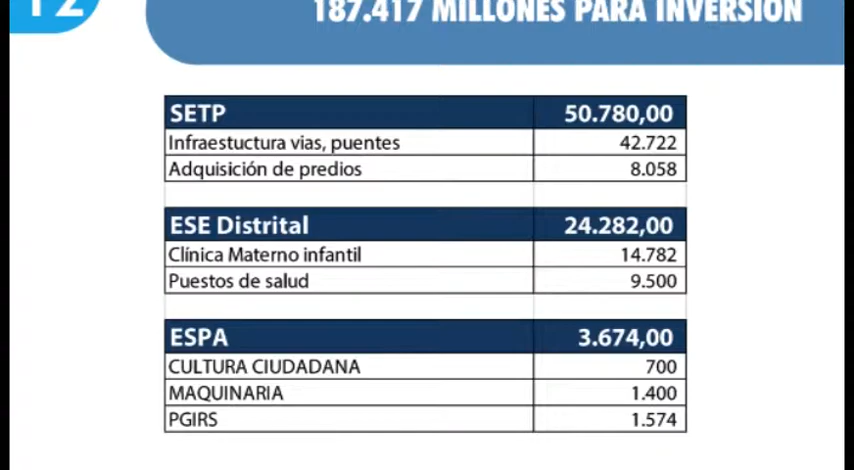 12
187.417 MILLONES PARA INVERSIÓN
SETP 50.780,00
Infraestuctura vias, puentes 42.722
Adquisición de predios 8.058
ESE Distrital 24.282,00
Clínica Materno infantil 14.782
Puestos de salud 9.500
ESPA 3.674,00
CULTURA CIUDADANA 700
MAQUINARIA 1.400
PGIRS 1.574